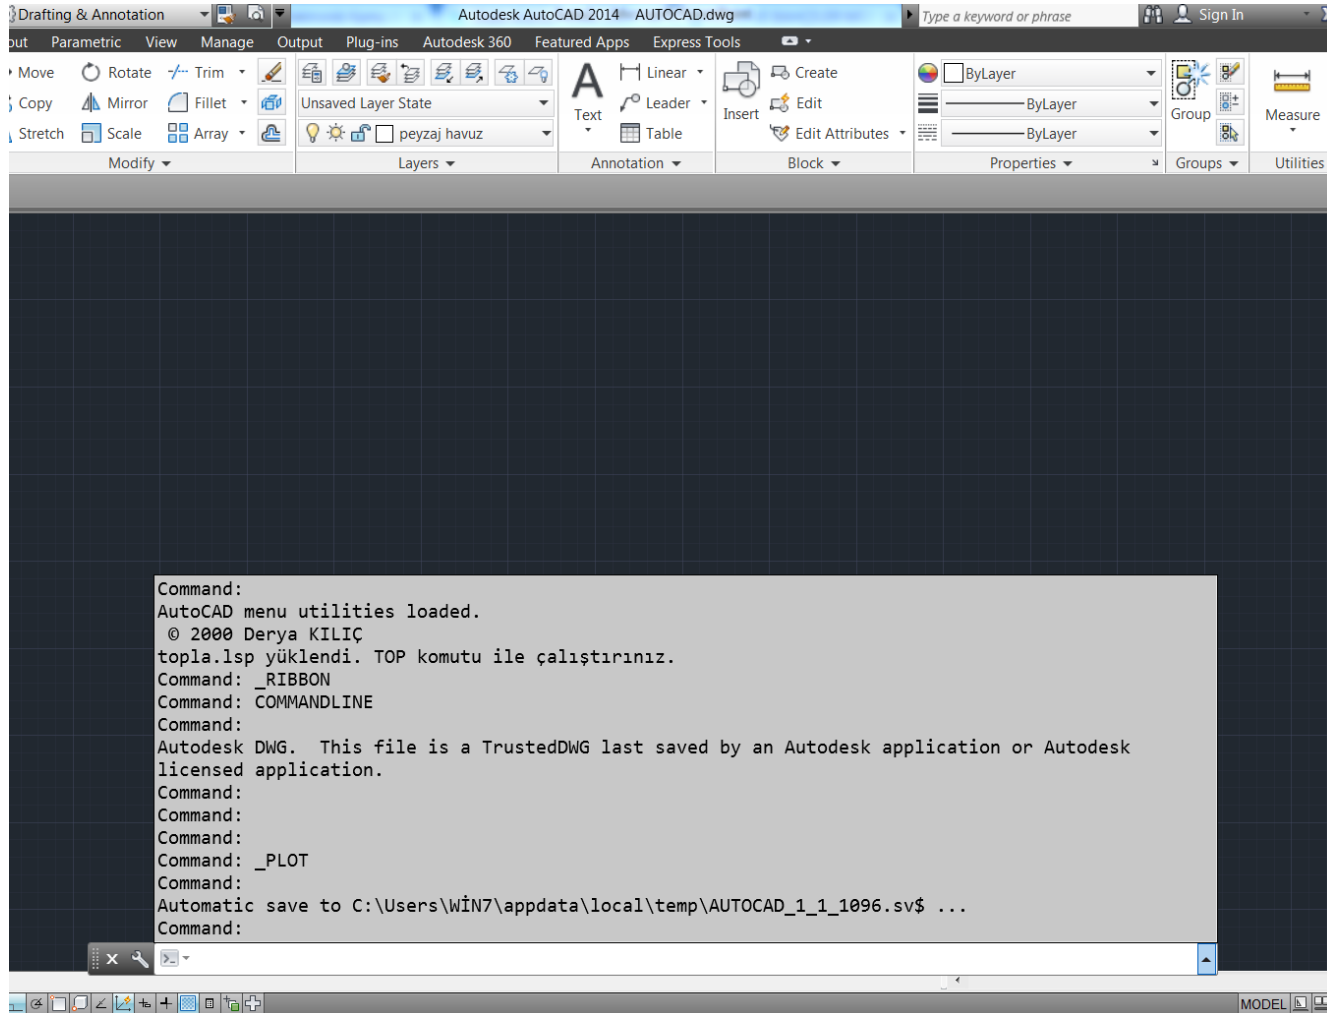 Drafting & Annotation
Autodesk AutoCAD 2014 AUTOCAD.dwg
Type a keyword or phrase
Sign In
Parametric View Manage Output Plug-ins Autodesk 360 Featured Apps Express Tools
Move Rotate Trim Linear Create ByLayer
Copy Mirror Fillet Unsaved Layer State Text Leader Insert Edit ByLayer Group Measure
Stretch Scale Array peyzaj havuz Table Edit Attributes ByLayer
Modify Layers Annotation Block Properties Groups Utilities
Command:
AutoCAD menu utilities loaded.
© 2000 Derya KILIÇ
topla.lsp yüklendi. TOP komutu ile çalıştırınız.
Command: _RIBBON
Command: COMMANDLINE
Command:
Autodesk DWG. This file is a TrustedDWG last saved by an Autodesk application or Autodesk
licensed application.
Command:
Command:
Command:
Command: _PLOT
Command:
Automatic save to C:\Users\WİN7\appdata\local\temp\AUTOCAD_1_1_1096.sv$ ...
Command:
MODEL